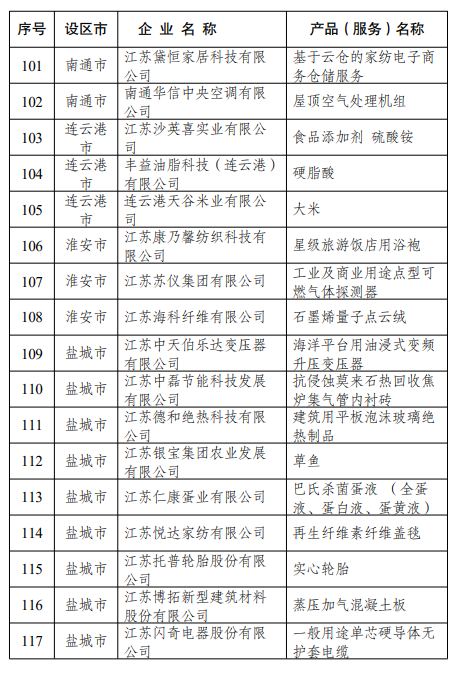 序号 设区市 企 业 名 称 产品（服务）名称
101 南通市 江苏黛恒家居科技有限 基于云仓的家纺电子商
公司 务仓储服务
102 南通市 南通华信中央空调有限 屋顶空气处理机组
公司
103 连云港 江苏沙英喜实业有限公 食品添加剂 硫酸铵
市 司
104 连云港 丰益油脂科技（连云港） 硬脂酸
市 有限公司
105 连云港 连云港天谷米业有限公 大米
市 司
106 淮安市 江苏康乃馨纺织科技有 星级旅游饭店用浴袍
限公司
107 淮安市 江苏苏仪集团有限公司 工业及商业用途点型可
燃气体探测器
108 淮安市 江苏海科纤维有限公司 石墨烯量子点云绒
109 盐城市 江苏中天伯乐达变压器 海洋平台用油浸式变频
有限公司 升压变压器
110 盐城市 江苏中磊节能科技发展 抗侵蚀莫来石热回收焦
有限公司 炉集气管内衬砖
111 盐城市 江苏德和绝热科技有限 建筑用平板泡沫玻璃绝
公司 热制品
112 盐城市 江苏银宝集团农业发展 草鱼
有限公司
113 盐城市 江苏仁康蛋业有限公司 巴氏杀菌蛋液 （全蛋
液、蛋白液、蛋黄液）
114 盐城市 江苏悦达家纺有限公司 再生纤维素纤维盖毯
115 盐城市 江苏托普轮胎股份有限 实心轮胎
公司
116 盐城市 江苏博拓新型建筑材料 蒸压加气混凝土板
股份有限公司
117 盐城市 江苏闪奇电器股份有限 一般用途单芯硬导体无
公司 护套电缆